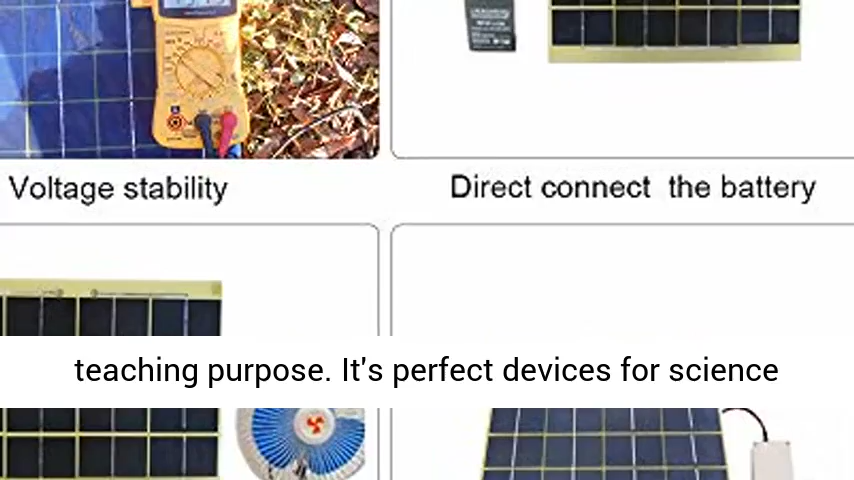 Voltage stability
Direct connect the battery
teaching purpose. It's perfect devices for science